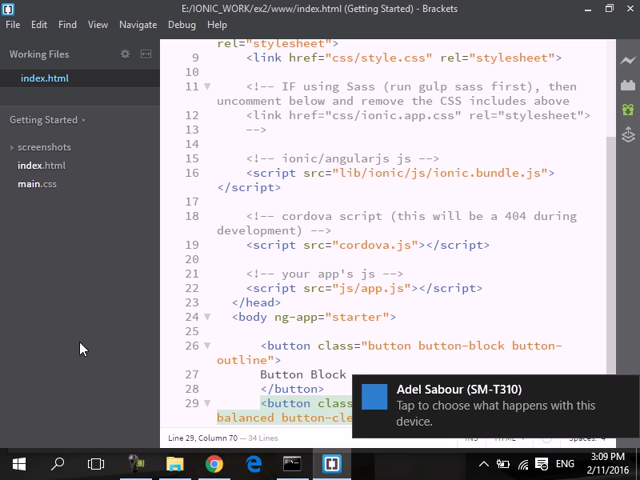 E:/IONIC_WORK/ex2/www/index.html (Getting Started) - Brackets
File Edit Find View Navigate Debug Help
Working Files
index.html
Getting Started
screenshots
index.html
main.css
rel="stylesheet">
9 <link href="css/style.css" rel="stylesheet">
10
11 <!-- IF using Sass (run gulp sass first), then
uncomment below and remove the CSS includes above
12 <link href="css/ionic.app.css" rel="stylesheet">
13 -->
14
15 <!-- ionic/angularjs js -->
16 <script src="lib/ionic/js/ionic.bundle.js">
</script>
17
18 <!-- cordova script (this will be a 404 during
development) -->
19 <script src="cordova.js"></script>
20
21 <!-- your app's js -->
22 <script src="js/app.js"></script>
23 </head>
24 <body ng-app="starter">
25
26 <button class="button button-block button-
outline">
27 Button Block
28 </button>
29 <button class
balanced button-cle
Adel Sabour (SM-T310)
Tap to choose what happens with this
device.
Line 29, Column 70 — 34 Lines
ENG
3:09 PM
2/11/2016